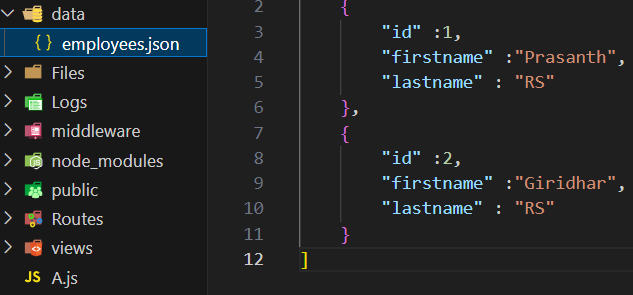 data
employees.json
Files
Logs
middleware
node_modules
public
Routes
views
JS A.js
2 {
3 "id" :1,
4 "firstname" :"Prasanth",
5 "lastname" : "RS"
6 },
7 {
8 "id" :2,
9 "firstname" :"Giridhar",
10 "lastname" : "RS"
11 }
12 ]